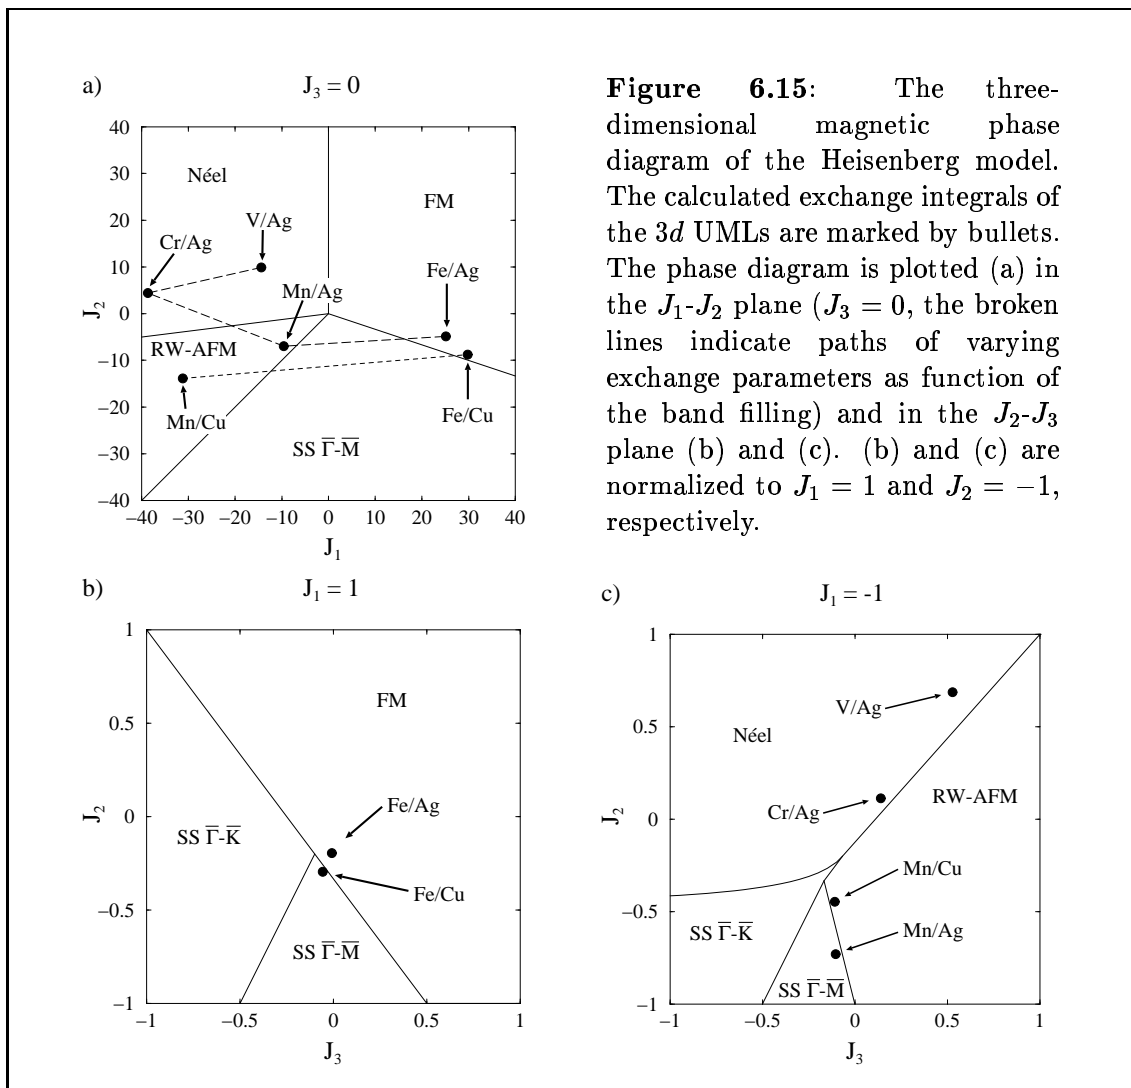 a)
J₃ = 0
40
30
20
10
0
−10
−20
−30
−40
−40 −30 −20 −10 0 10 20 30 40
J₂
J₁
Néel
FM
V/Ag
Cr/Ag
Mn/Ag
Fe/Ag
RW-AFM
Mn/Cu
Fe/Cu
SS Γ̅-M̅
Figure 6.15: The three-
dimensional magnetic phase
diagram of the Heisenberg model.
The calculated exchange integrals of
the 3d UMLs are marked by bullets.
The phase diagram is plotted (a) in
the J₁-J₂ plane (J₃ = 0, the broken
lines indicate paths of varying
exchange parameters as function of
the band filling) and in the J₂-J₃
plane (b) and (c). (b) and (c) are
normalized to J₁ = 1 and J₂ = −1,
respectively.
b)
J₁ = 1
1
0.5
0
−0.5
−1
−1 −0.5 0 0.5 1
J₂
J₃
FM
Fe/Ag
SS Γ̅-K̅
Fe/Cu
SS Γ̅-M̅
c)
J₁ = -1
1
0.5
0
−0.5
−1
−1 −0.5 0 0.5 1
J₂
J₃
V/Ag
Néel
RW-AFM
Cr/Ag
Mn/Cu
SS Γ̅-K̅
Mn/Ag
SS Γ̅-M̅